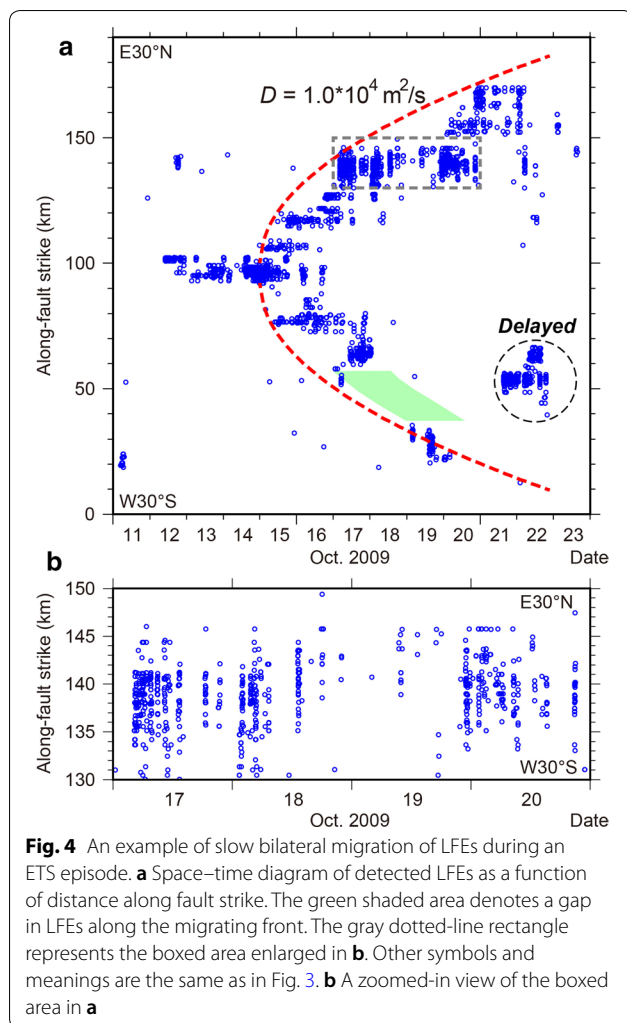 a
E30°N
D = 1.0*10⁴ m²/s
150
100
50
0
Along-fault strike (km)
Delayed
W30°S
11 12 13 14 15 16 17 18 19 20 21 22 23
Oct. 2009 Date
b
150
145
140
135
130
Along-fault strike (km)
E30°N
W30°S
17 18 19 20
Oct. 2009 Date
Fig. 4 An example of slow bilateral migration of LFEs during an
ETS episode. a Space–time diagram of detected LFEs as a function
of distance along fault strike. The green shaded area denotes a gap
in LFEs along the migrating front. The gray dotted-line rectangle
represents the boxed area enlarged in b. Other symbols and
meanings are the same as in Fig. 3. b A zoomed-in view of the boxed
area in a